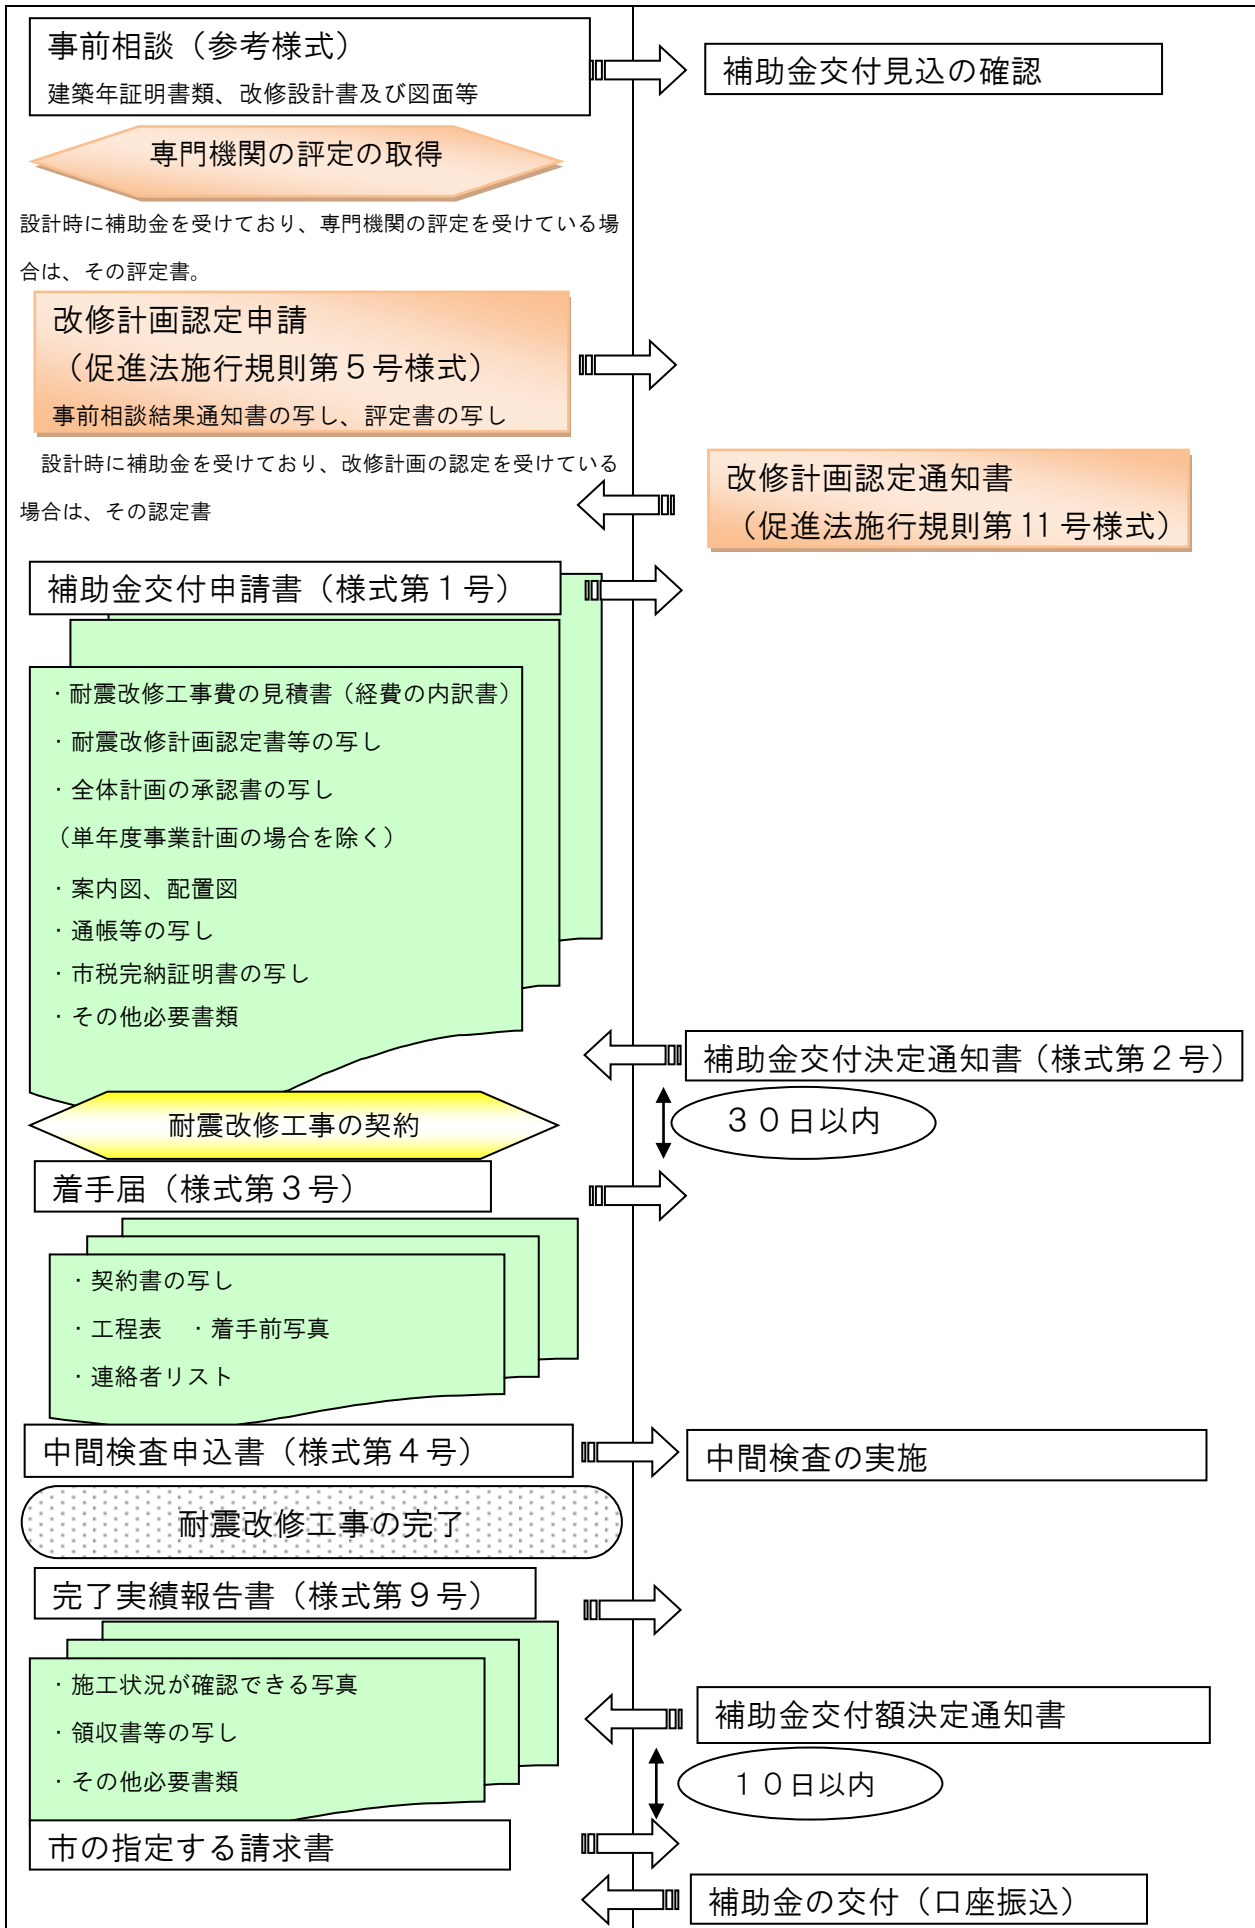 事前相談（参考様式）
建築年証明書類、改修設計書及び図面等
補助金交付見込の確認
専門機関の評定の取得
設計時に補助金を受けており、専門機関の評定を受けている場
合は、その評定書。
改修計画認定申請
（促進法施行規則第５号様式）
事前相談結果通知書の写し、評定書の写し
設計時に補助金を受けており、改修計画の認定を受けている
場合は、その認定書
改修計画認定通知書
（促進法施行規則第11号様式）
補助金交付申請書（様式第１号）
・耐震改修工事費の見積書（経費の内訳書）
・耐震改修計画認定書等の写し
・全体計画の承認書の写し
（単年度事業計画の場合を除く）
・案内図、配置図
・通帳等の写し
・市税完納証明書の写し
・その他必要書類
補助金交付決定通知書（様式第２号）
耐震改修工事の契約
３０日以内
着手届（様式第３号）
・契約書の写し
・工程表　・着手前写真
・連絡者リスト
中間検査申込書（様式第４号）
中間検査の実施
耐震改修工事の完了
完了実績報告書（様式第９号）
・施工状況が確認できる写真
・領収書等の写し
・その他必要書類
補助金交付額決定通知書
１０日以内
市の指定する請求書
補助金の交付（口座振込）